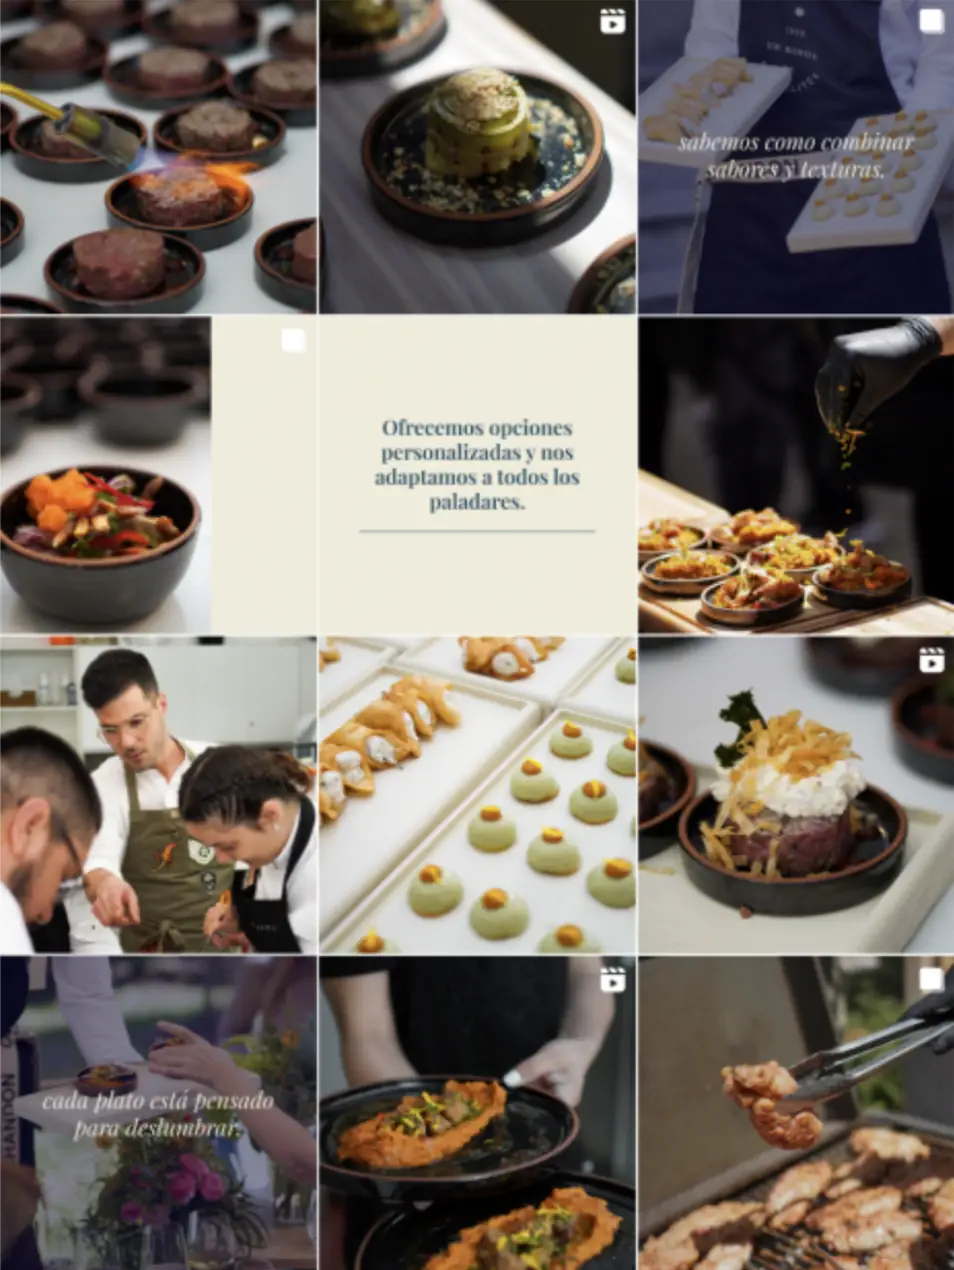 sabemos como combinar
sabores y texturas.
Ofrecemos opciones
personalizadas y nos
adaptamos a todos los
paladares.
cada plato está pensado
para deslumbrar.